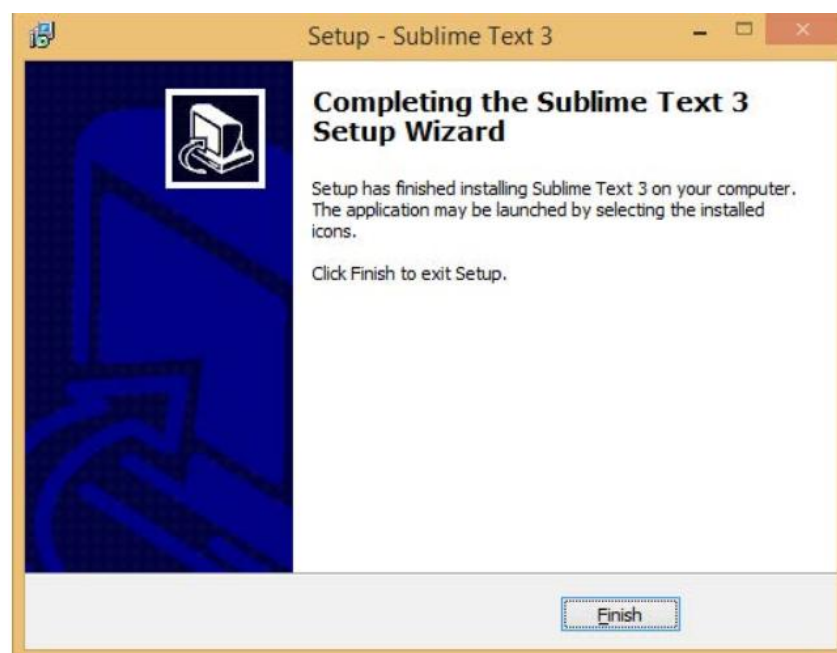 Setup - Sublime Text 3
Completing the Sublime Text 3
Setup Wizard
Setup has finished installing Sublime Text 3 on your computer.
The application may be launched by selecting the installed
icons.
Click Finish to exit Setup.
Finish